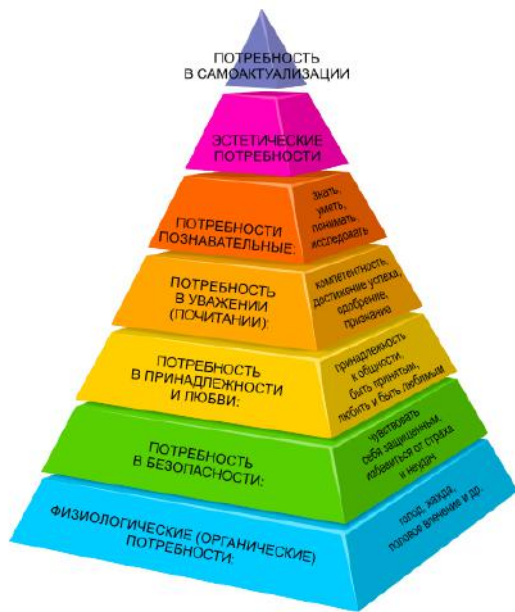 ПОТРЕБНОСТЬ
В САМОАКТУАЛИЗАЦИИ
ЭСТЕТИЧЕСКИЕ
ПОТРЕБНОСТИ
ПОТРЕБНОСТИ
ПОЗНАВАТЕЛЬНЫЕ:
знать,
уметь,
понимать,
исследовать
ПОТРЕБНОСТЬ
В УВАЖЕНИИ
(ПОЧИТАНИИ):
компетентность,
достижение успеха,
одобрение,
признание
ПОТРЕБНОСТЬ
В ПРИНАДЛЕЖНОСТИ
И ЛЮБВИ:
принадлежность
к общности,
быть принятым,
любить и быть любимым
ПОТРЕБНОСТЬ
В БЕЗОПАСНОСТИ:
чувствовать
себя защищенным,
избавиться от страха
и неудач
ФИЗИОЛОГИЧЕСКИЕ (ОРГАНИЧЕСКИЕ)
ПОТРЕБНОСТИ:
голод, жажда,
половое влечение и др.